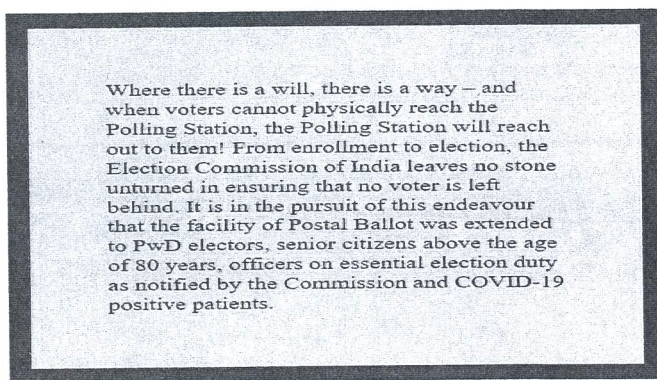 Where there is a will, there is a way – and
when voters cannot physically reach the
Polling Station, the Polling Station will reach
out to them! From enrollment to election, the
Election Commission of India leaves no stone
unturned in ensuring that no voter is left
behind. It is in the pursuit of this endeavour
that the facility of Postal Ballot was extended
to PwD electors, senior citizens above the age
of 80 years, officers on essential election duty
as notified by the Commission and COVID-19
positive patients.